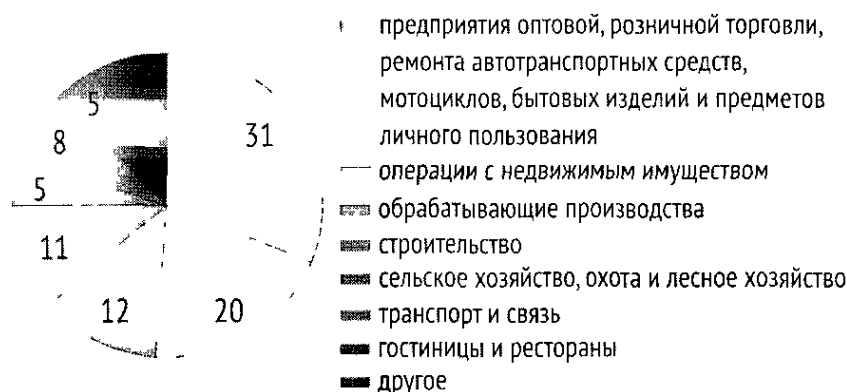 предприятия оптовой, розничной торговли,
ремонта автотранспортных средств,
мотоциклов, бытовых изделий и предметов
личного пользования
операции с недвижимым имуществом
обрабатывающие производства
строительство
сельское хозяйство, охота и лесное хозяйство
транспорт и связь
гостиницы и рестораны
другое
5
8
31
5
11
12
20